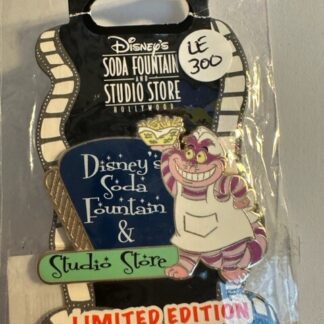 Disney's
SODA FOUNTAIN
AND
STUDIO STORE
HOLLYWOOD
LE
300
Disney's
Soda
Fountain
&
Studio Store
LIMITED EDITION